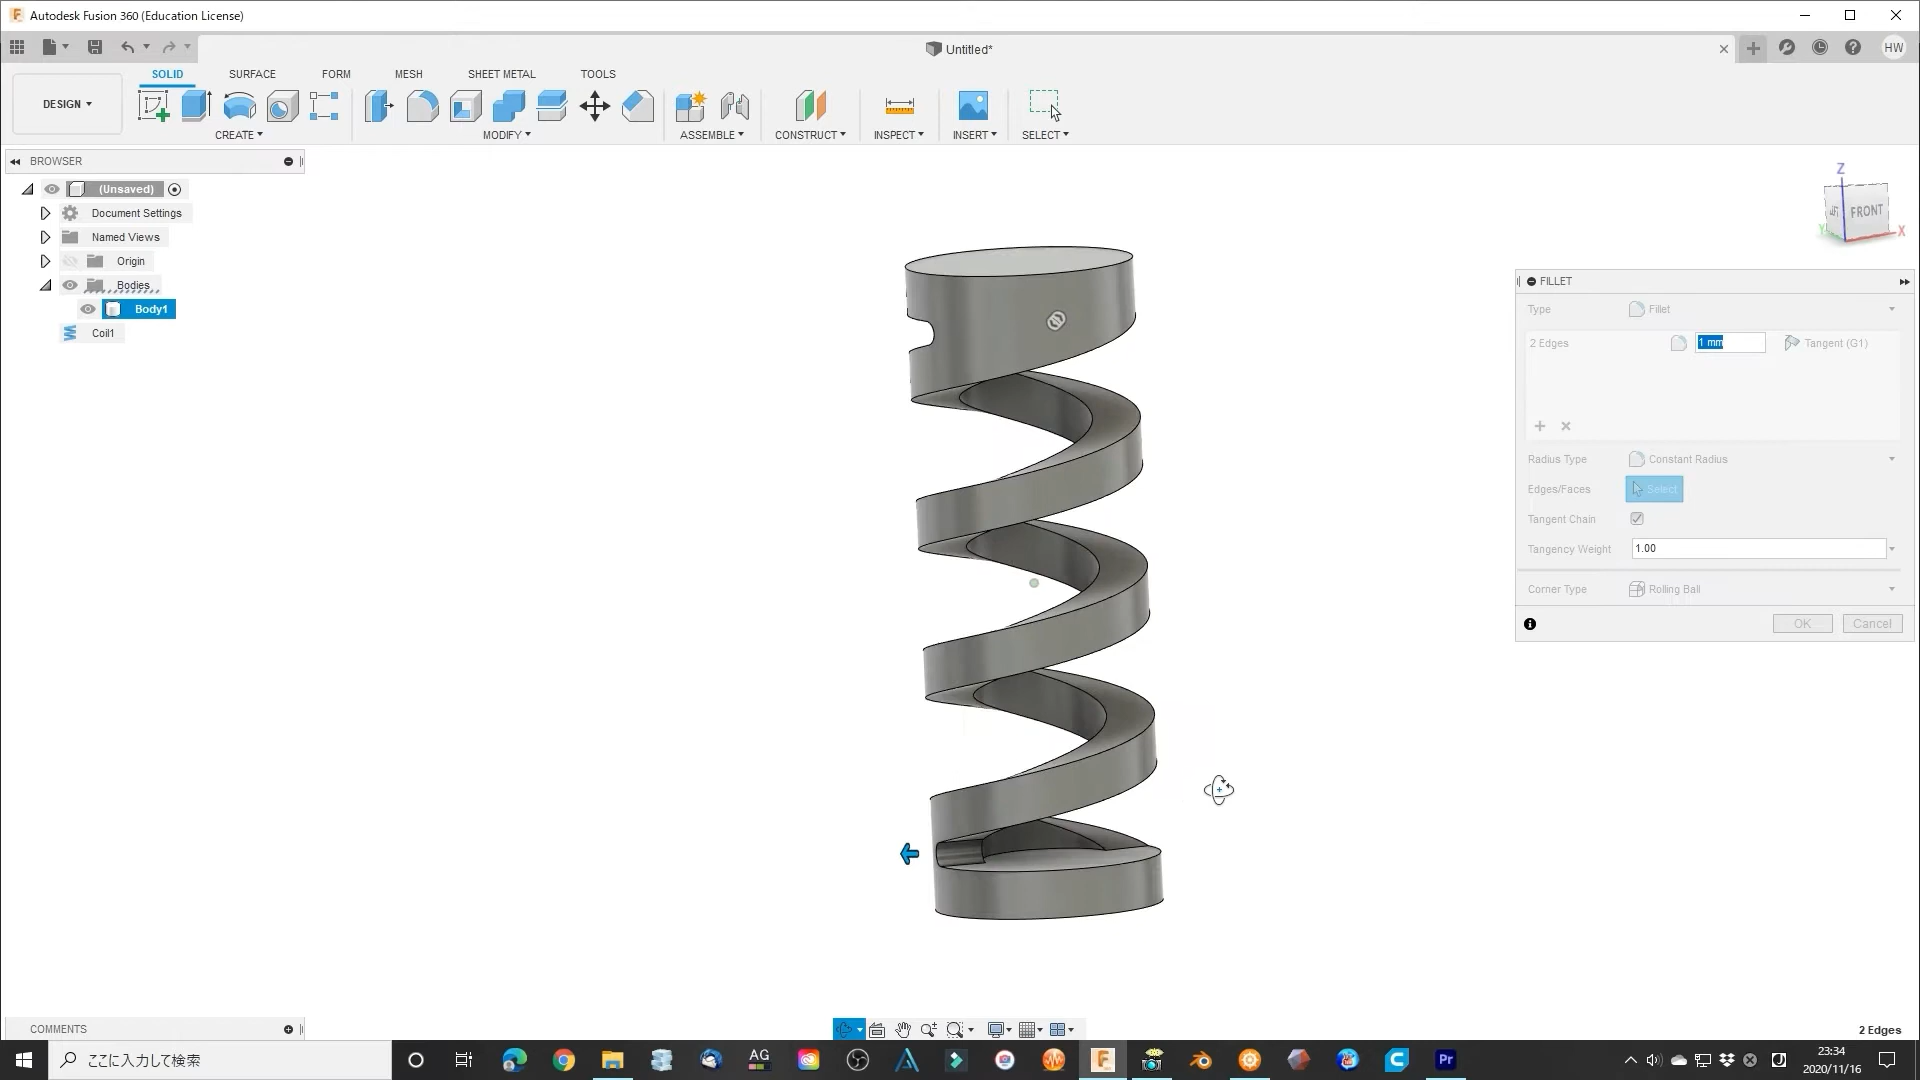 Autodesk Fusion 360 (Education License)
Untitled*
HW
DESIGN
SOLID
SURFACE
FORM
MESH
SHEET METAL
TOOLS
CREATE
MODIFY
ASSEMBLE
CONSTRUCT
INSPECT
INSERT
SELECT
BROWSER
(Unsaved)
Document Settings
Named Views
Origin
Bodies
Body1
Coil1
Z
FRONT
X
Y
FILLET
Type Fillet
2 Edges 1 mm Tangent (G1)
Radius Type Constant Radius
Edges/Faces Select
Tangent Chain
Tangency Weight 1.00
Corner Type Rolling Ball
OK Cancel
COMMENTS
2 Edges
ここに入力して検索
AG
Pr
23:34
2020/11/16